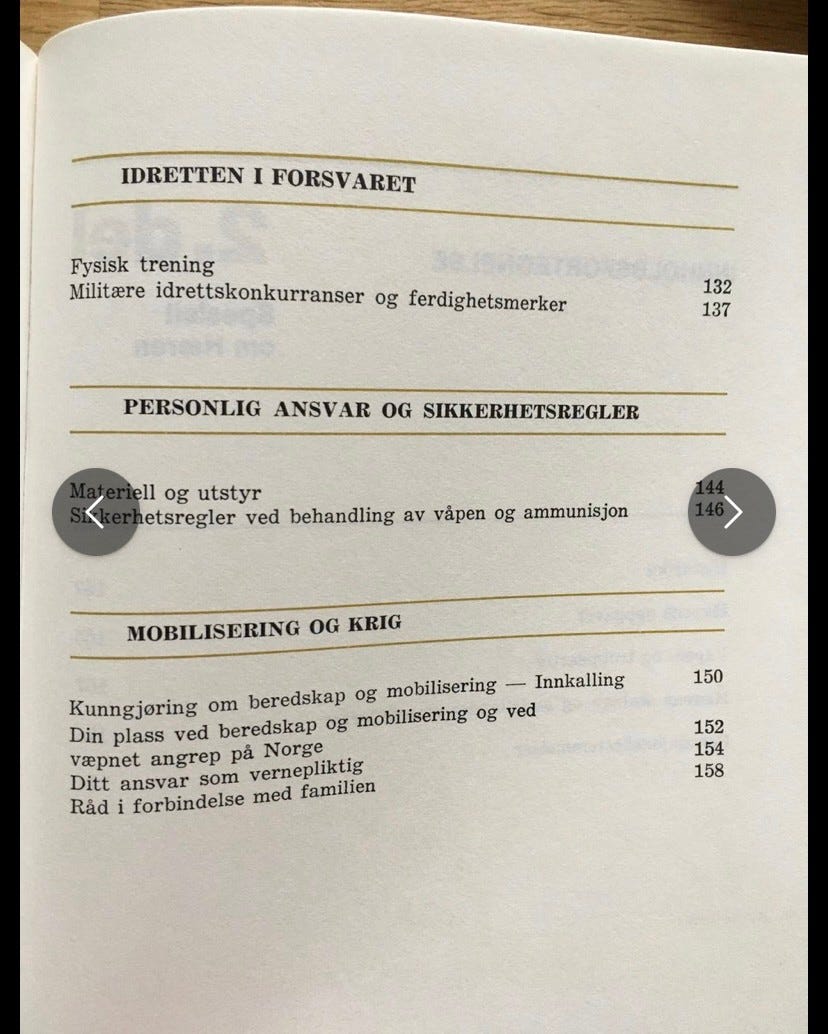 IDRETTEN I FORSVARET
Fysisk trening 132
Militære idrettskonkurranser og ferdighetsmerker 137
PERSONLIG ANSVAR OG SIKKERHETSREGLER
Materiell og utstyr 144
Sikkerhetsregler ved behandling av våpen og ammunisjon 146
MOBILISERING OG KRIG
Kunngjøring om beredskap og mobilisering — Innkalling 150
Din plass ved beredskap og mobilisering og ved
væpnet angrep på Norge 152
Ditt ansvar som vernepliktig 154
Råd i forbindelse med familien 158